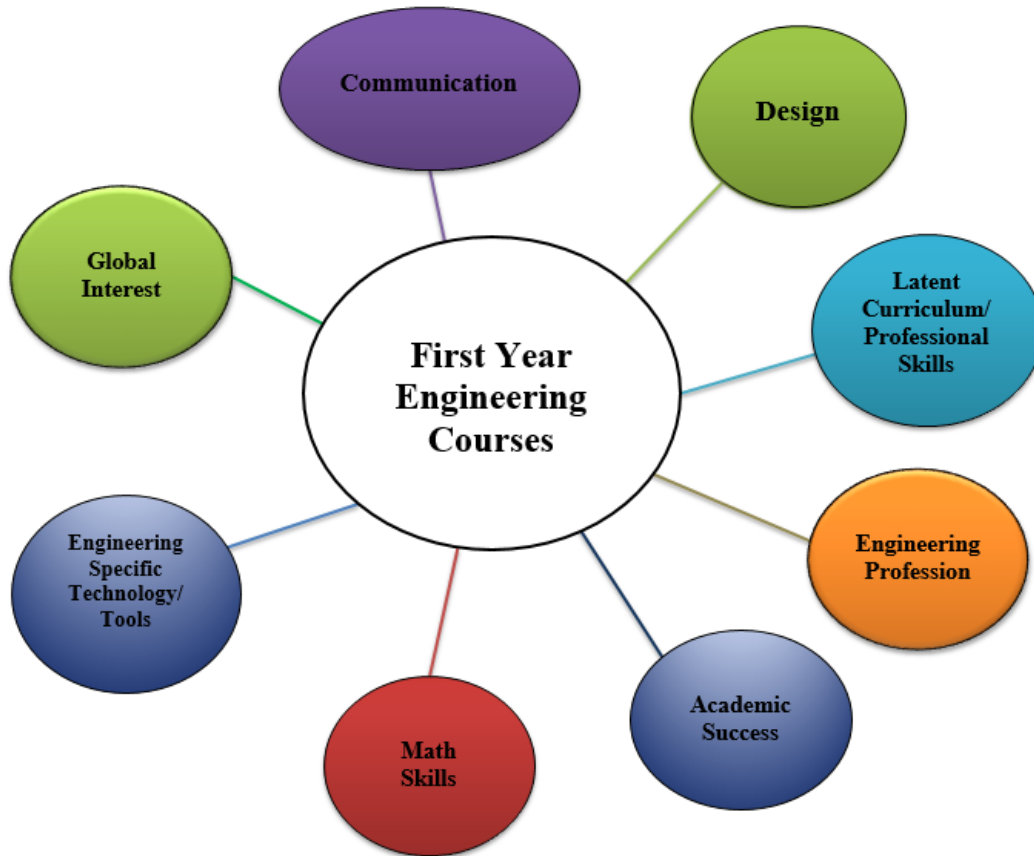 Communication
Design
Global
Interest
Latent
Curriculum/
Professional
Skills
First Year
Engineering
Courses
Engineering
Specific
Technology/
Tools
Engineering
Profession
Academic
Success
Math
Skills